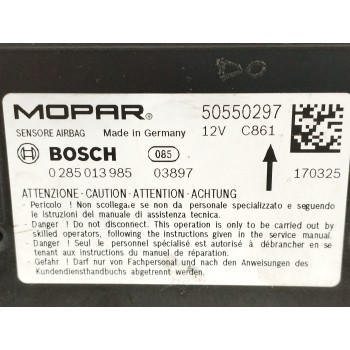 MOPAR® 50550297
SENSORE AIRBAG Made in Germany 12V C861
BOSCH 085
0 285 013 985 03897 170325
ATTENZIONE - CAUTION - ATTENTION - ACHTUNG
- Pericolo ! Non scollegare se non da personale specializzato e seguendo
le istruzioni del manuale di assistenza tecnica.
- Danger ! Do not disconnect. This operation is only to be carried out by
skilled operators, following the instructions given in the service manual.
- Danger ! Seul le personnel spécialisé est autorisé à débrancher en se
tenant aux instructions du manuel de réparation.
- Gefahr ! Darf nur von Fachpersonal und nach den Anweisungen des
Kundendiensthandbuchs abgetrennt werden.